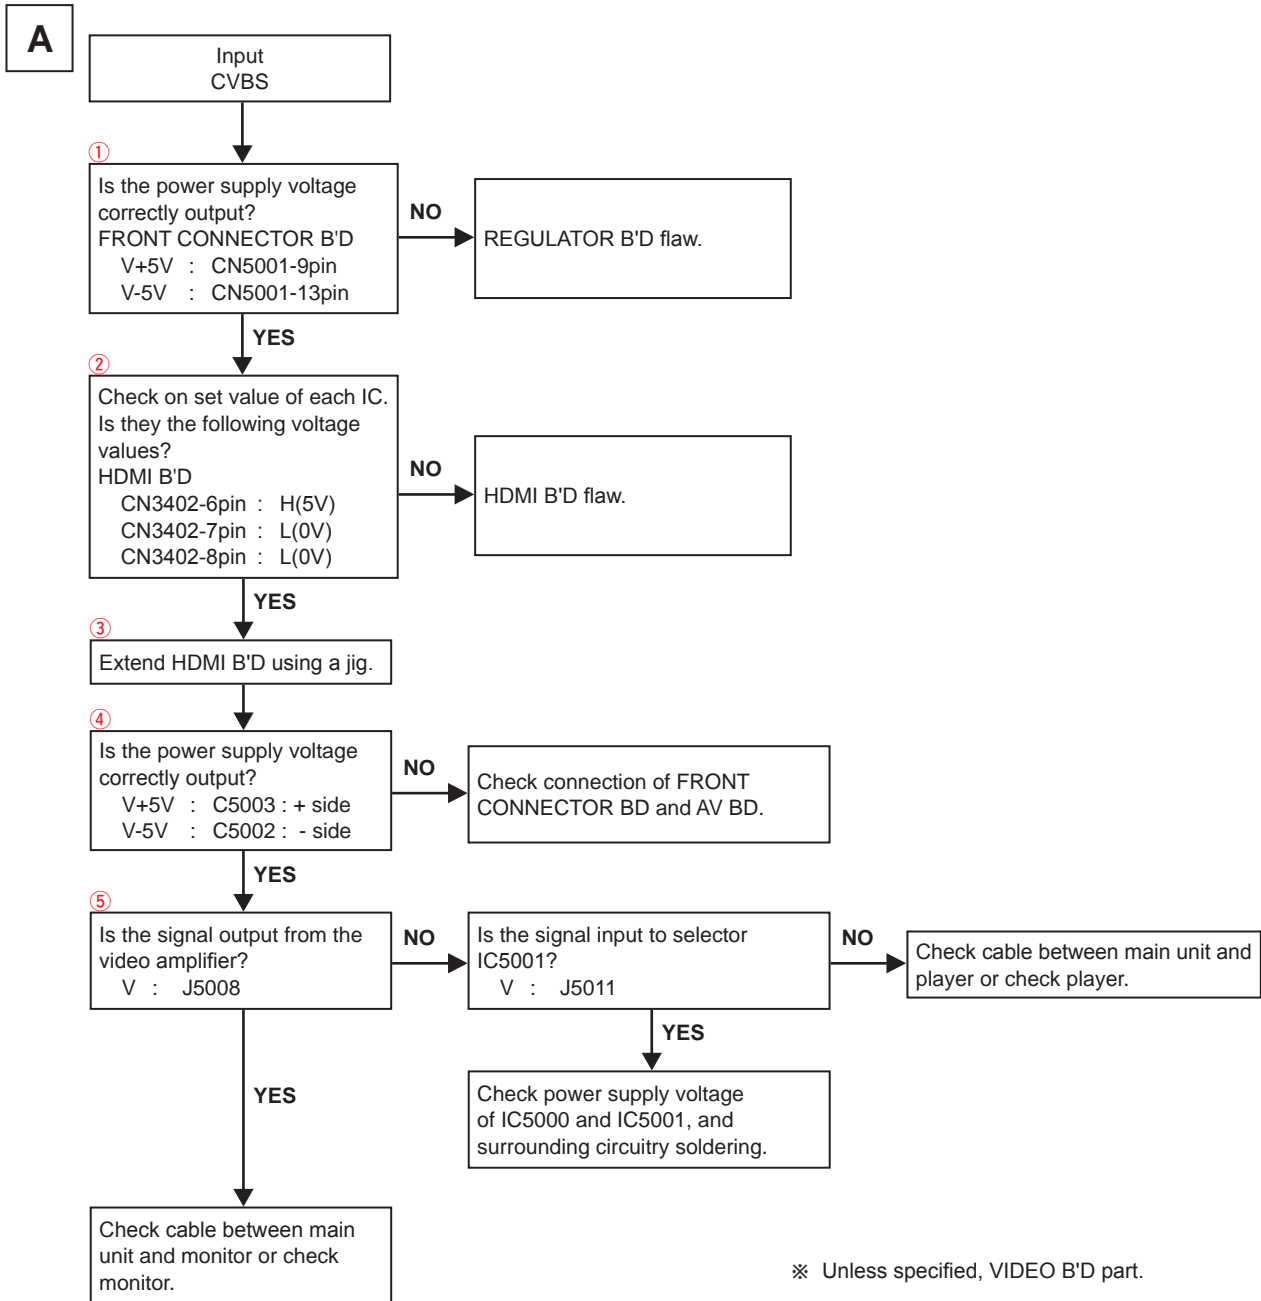 A
Input
CVBS
①
Is the power supply voltage
correctly output?
FRONT CONNECTOR B'D
V+5V : CN5001-9pin
V-5V : CN5001-13pin
NO
REGULATOR B'D flaw.
YES
②
Check on set value of each IC.
Is they the following voltage
values?
HDMI B'D
CN3402-6pin : H(5V)
CN3402-7pin : L(0V)
CN3402-8pin : L(0V)
NO
HDMI B'D flaw.
YES
③
Extend HDMI B'D using a jig.
④
Is the power supply voltage
correctly output?
V+5V : C5003 : + side
V-5V : C5002 : - side
NO
Check connection of FRONT
CONNECTOR BD and AV BD.
YES
⑤
Is the signal output from the
video amplifier?
V : J5008
NO
Is the signal input to selector
IC5001?
V : J5011
NO
Check cable between main unit and
player or check player.
YES
Check power supply voltage
of IC5000 and IC5001, and
surrounding circuitry soldering.
YES
Check cable between main
unit and monitor or check
monitor.
※ Unless specified, VIDEO B'D part.